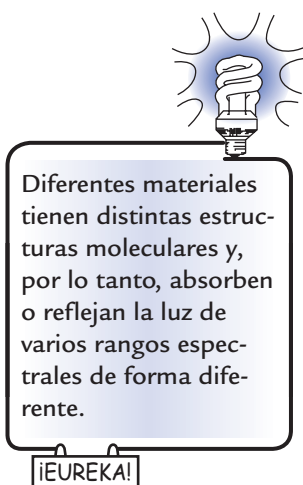 Diferentes materiales
tienen distintas estruc-
turas moleculares y,
por lo tanto, absorben
o reflejan la luz de
varios rangos espec-
trales de forma dife-
rente.
¡EUREKA!